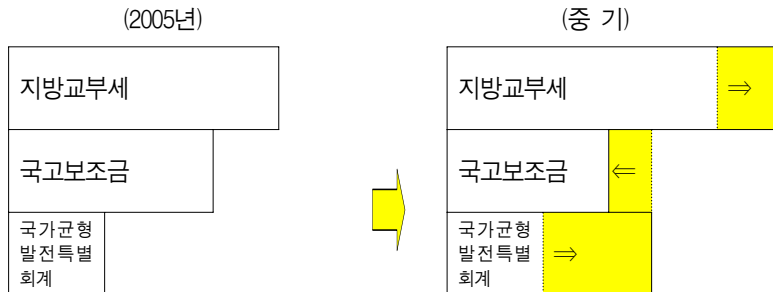 (2005년)
(중 기)
지방교부세
지방교부세
⇒
국고보조금
국고보조금
⇐
국가균형
발전특별
회계
국가균형
발전특별
회계
⇒